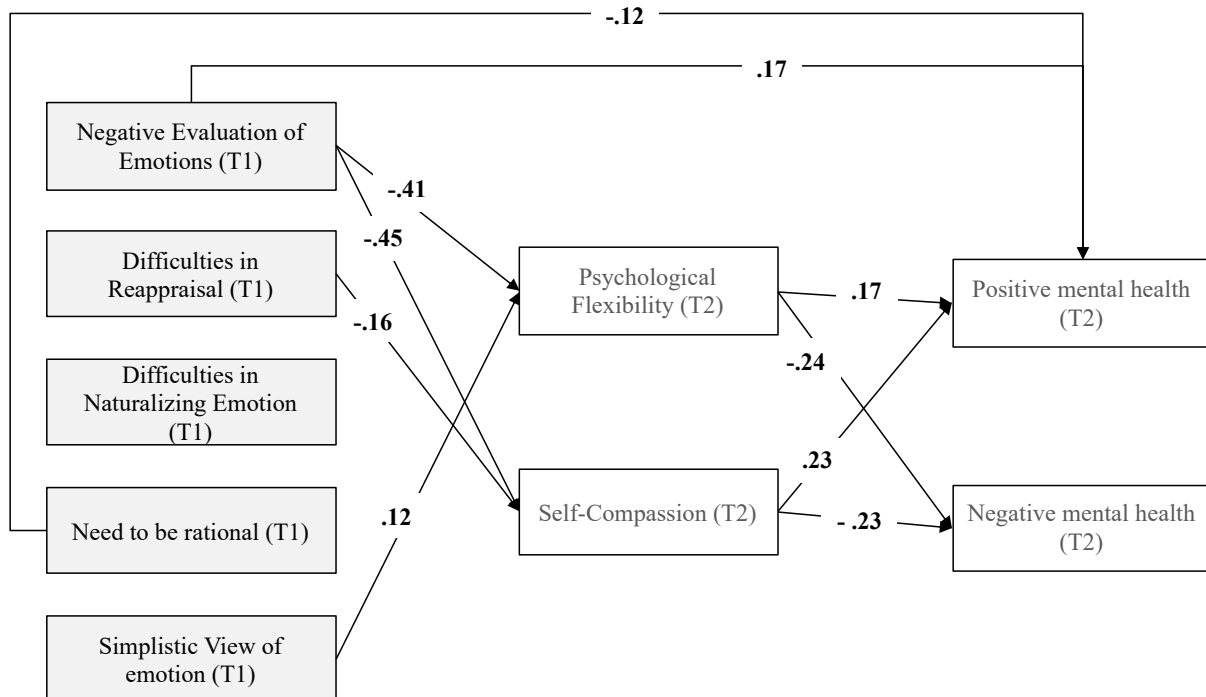 -.12
.17
Negative Evaluation of
Emotions (T1)
-.41
-.45
Difficulties in
Reappraisal (T1)
Psychological
Flexibility (T2)
.17
Positive mental health
(T2)
-.16
-.24
Difficulties in
Naturalizing Emotion
(T1)
.23
Need to be rational (T1)
.12
Self-Compassion (T2)
- .23
Negative mental health
(T2)
Simplistic View of
emotion (T1)